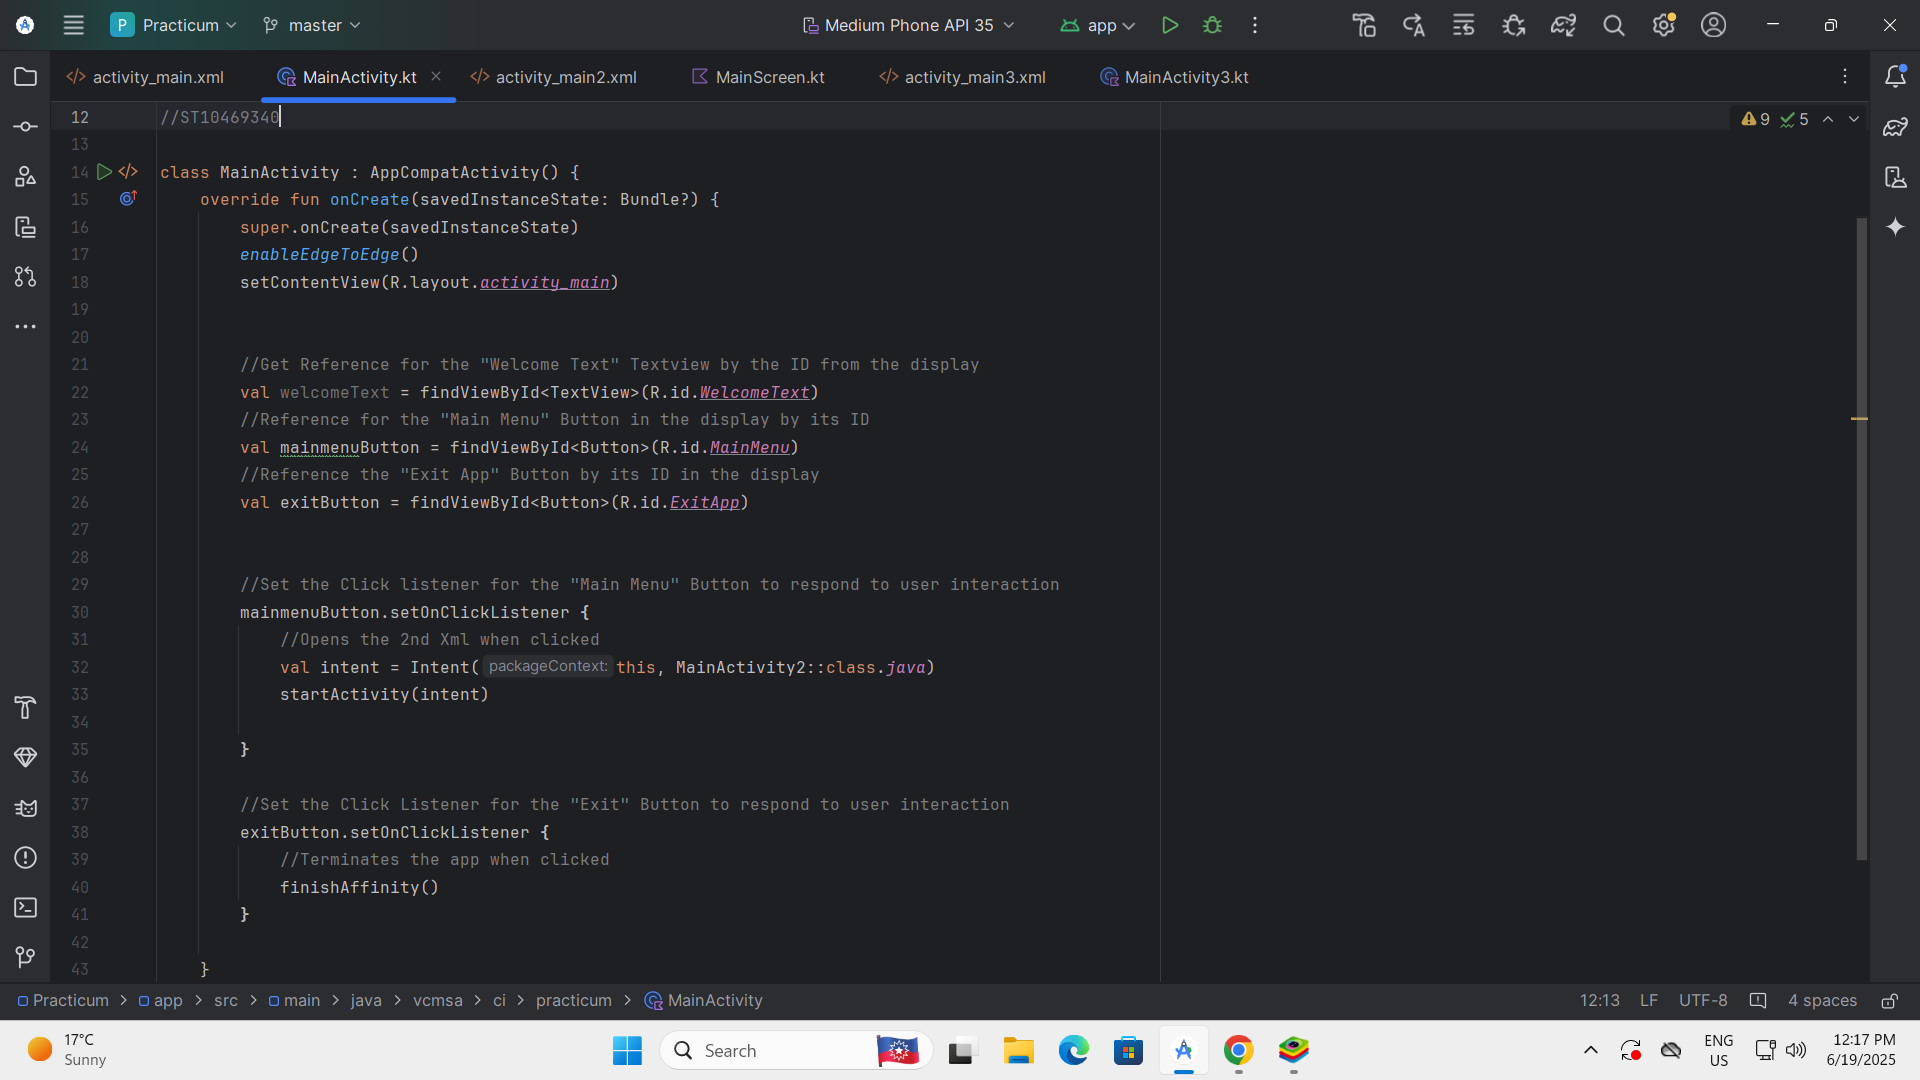 P Practicum master Medium Phone API 35 app
activity_main.xml MainActivity.kt activity_main2.xml MainScreen.kt activity_main3.xml MainActivity3.kt
12 //ST10469340 9 5
13
14 class MainActivity : AppCompatActivity() {
15 override fun onCreate(savedInstanceState: Bundle?) {
16 super.onCreate(savedInstanceState)
17 enableEdgeToEdge()
18 setContentView(R.layout.activity_main)
19
20
21 //Get Reference for the "Welcome Text" Textview by the ID from the display
22 val welcomeText = findViewById<TextView>(R.id.WelcomeText)
23 //Reference for the "Main Menu" Button in the display by its ID
24 val mainmenuButton = findViewById<Button>(R.id.MainMenu)
25 //Reference the "Exit App" Button by its ID in the display
26 val exitButton = findViewById<Button>(R.id.ExitApp)
27
28
29 //Set the Click listener for the "Main Menu" Button to respond to user interaction
30 mainmenuButton.setOnClickListener {
31 //Opens the 2nd Xml when clicked
32 val intent = Intent( packageContext: this, MainActivity2::class.java)
33 startActivity(intent)
34
35 }
36
37 //Set the Click Listener for the "Exit" Button to respond to user interaction
38 exitButton.setOnClickListener {
39 //Terminates the app when clicked
40 finishAffinity()
41 }
42
43 }
Practicum > app > src > main > java > vcmsa > ci > practicum > MainActivity 12:13 LF UTF-8 4 spaces
17°C
Sunny
Search
ENG
US
12:17 PM
6/19/2025